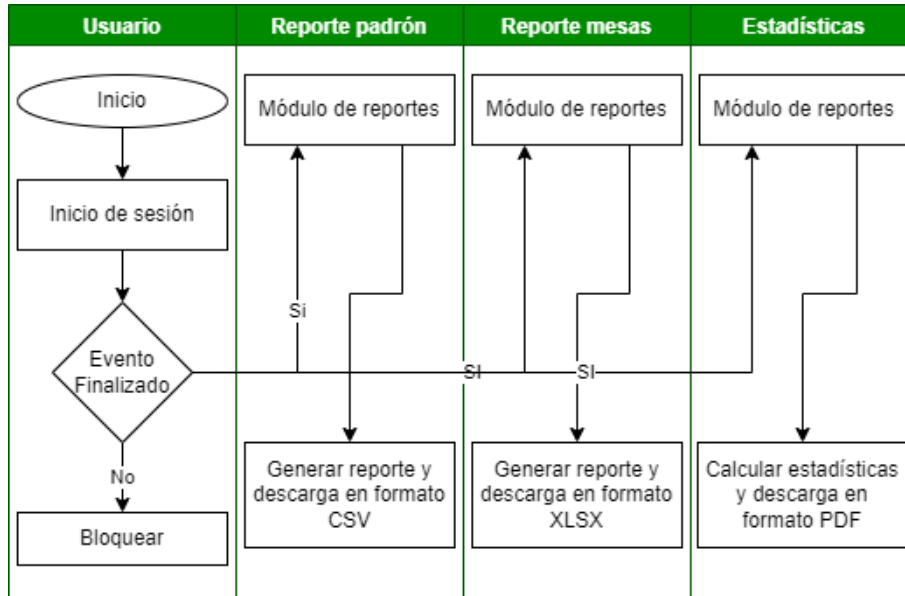 Usuario
Reporte padrón
Reporte mesas
Estadísticas
Inicio
Módulo de reportes
Módulo de reportes
Módulo de reportes
Inicio de sesión
Si
Evento
Finalizado
SI
SI
No
Generar reporte y
descarga en formato
CSV
Generar reporte y
descarga en formato
XLSX
Calcular estadísticas
y descarga en
formato PDF
Bloquear